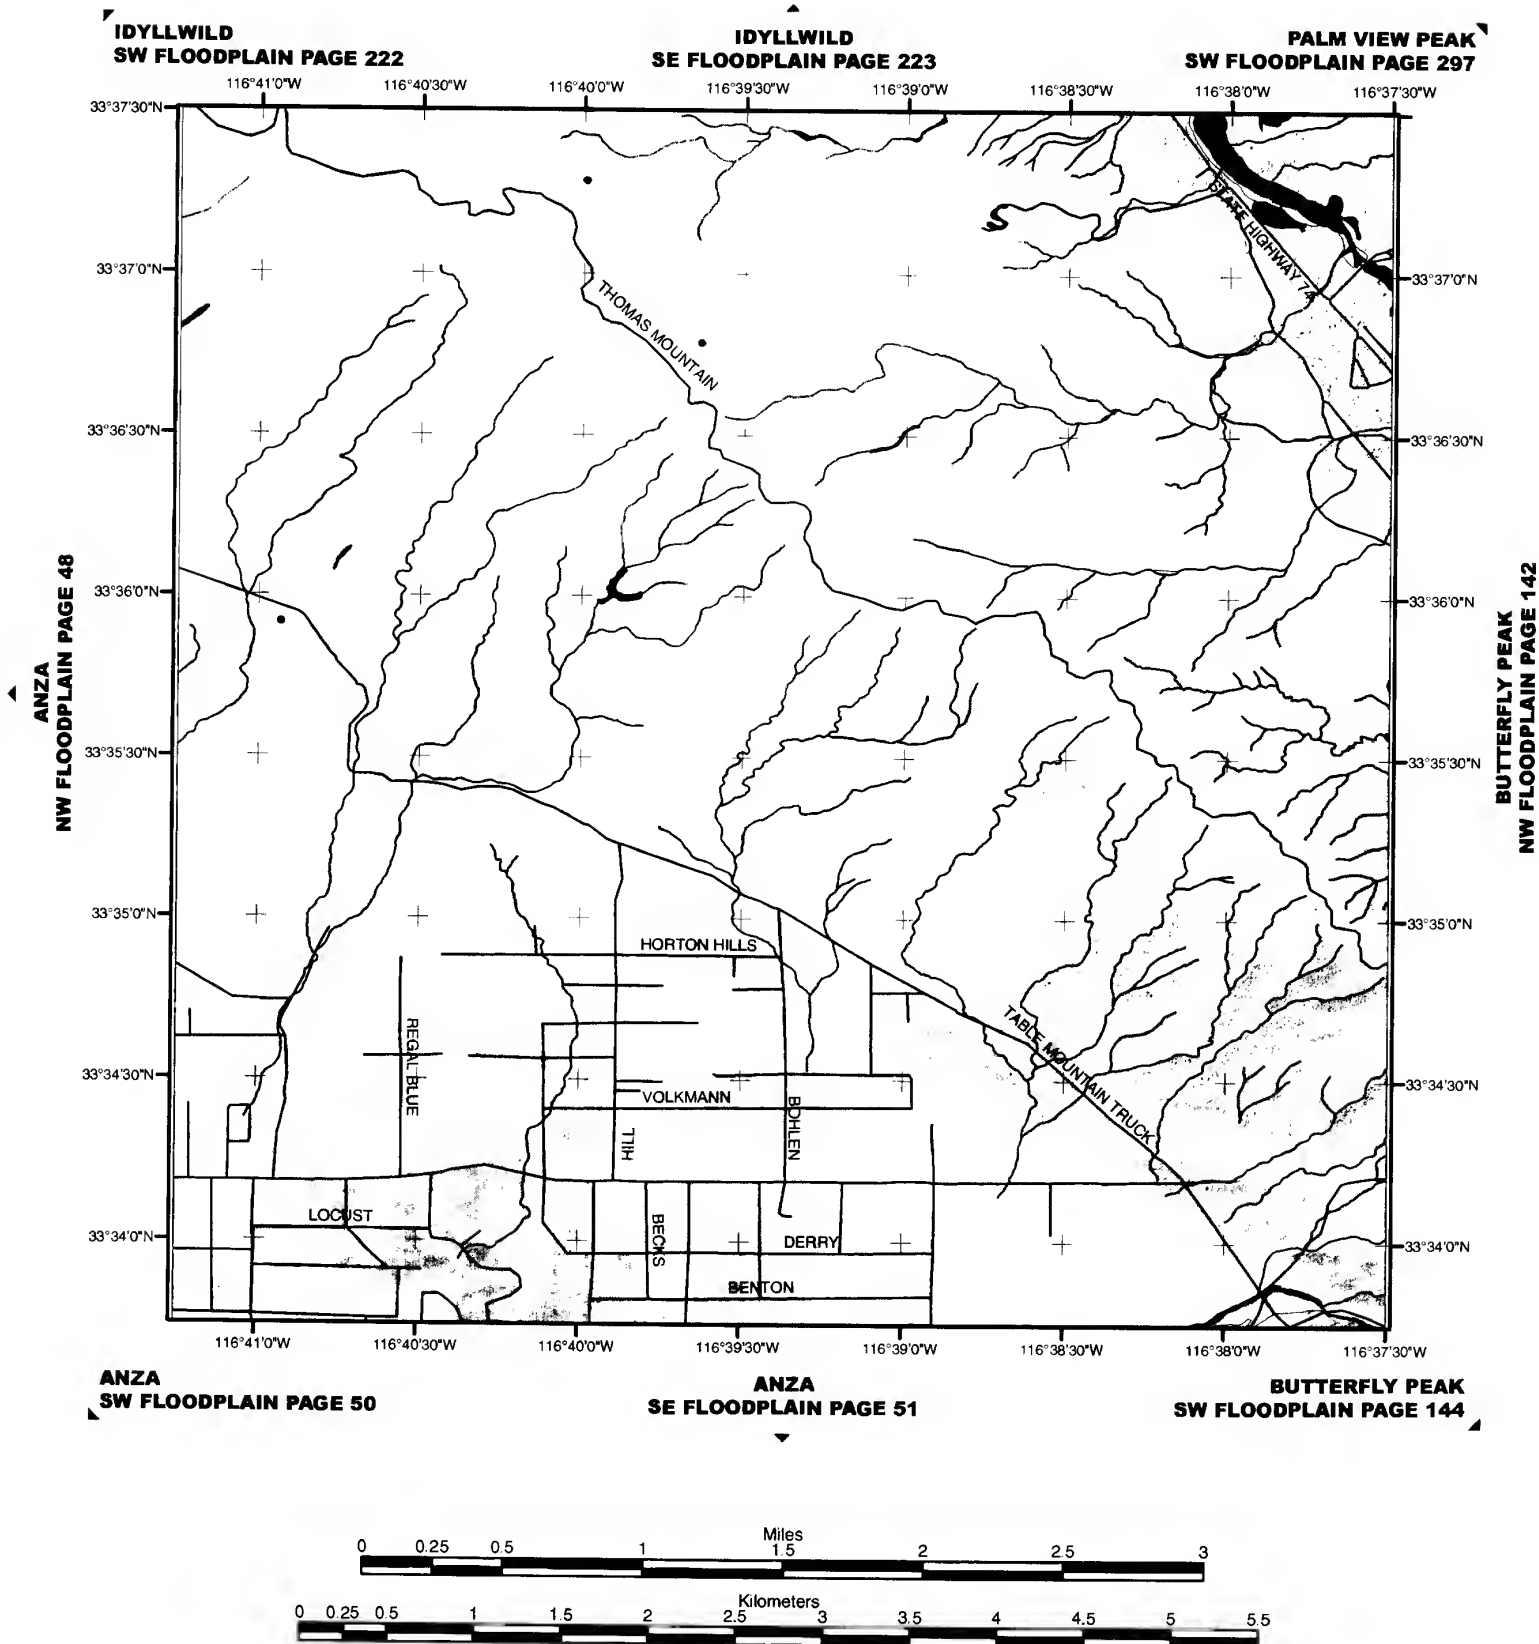 IDYLLWILD
SW FLOODPLAIN PAGE 222
IDYLLWILD
SE FLOODPLAIN PAGE 223
PALM VIEW PEAK
SW FLOODPLAIN PAGE 297
116°41'0"W
116°40'30"W
116°40'0"W
116°39'30"W
116°39'0"W
116°38'30"W
116°38'0"W
116°37'30"W
33°37'30"N
STATE HIGHWAY 74
33°37'0"N
33°37'0"N
THOMAS MOUNTAIN
33°36'30"N
33°36'30"N
33°36'0"N
33°36'0"N
ANZA
NW FLOODPLAIN PAGE 48
BUTTERFLY PEAK
NW FLOODPLAIN PAGE 142
33°35'30"N
33°35'30"N
33°35'0"N
33°35'0"N
HORTON HILLS
REGAL BLUE
TABLE MOUNTAIN TRUCK
33°34'30"N
33°34'30"N
VOLKMANN
HILL
BOHLEN
LOCUST
BECKS
DERRY
33°34'0"N
33°34'0"N
BENTON
116°41'0"W
116°40'30"W
116°40'0"W
116°39'30"W
116°39'0"W
116°38'30"W
116°38'0"W
116°37'30"W
ANZA
SW FLOODPLAIN PAGE 50
ANZA
SE FLOODPLAIN PAGE 51
BUTTERFLY PEAK
SW FLOODPLAIN PAGE 144
Miles
0 0.25 0.5 1 1.5 2 2.5 3
Kilometers
0 0.25 0.5 1 1.5 2 2.5 3 3.5 4 4.5 5 5.5